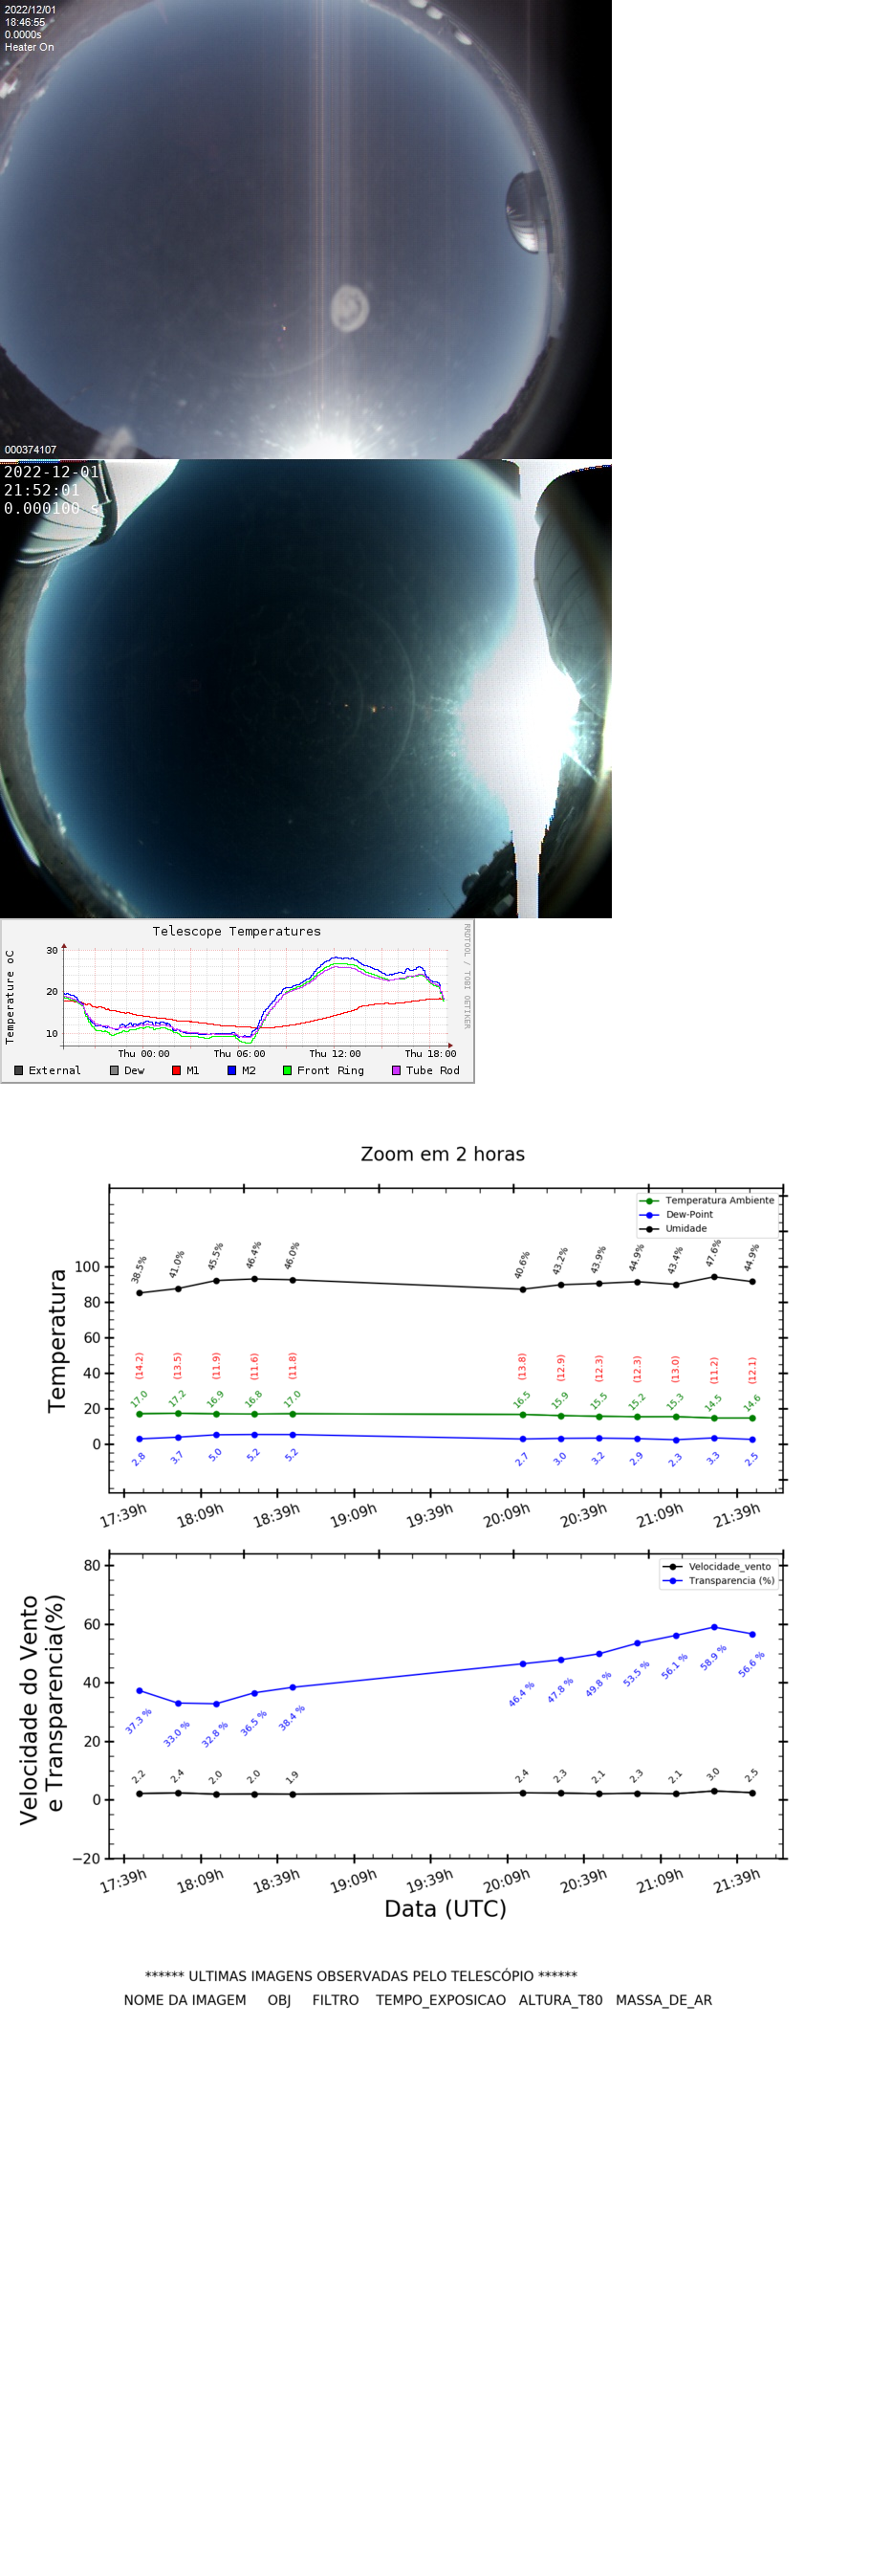 2022/12/01
18:46:55
0.0000s
Heater On
000374107
2022-12-01
21:52:01
0.000100 s
Telescope Temperatures
RRDTOOL / TOBI OETIKER
Temperature oC
30
20
10
Thu 00:00 Thu 06:00 Thu 12:00 Thu 18:00
External Dew M1 M2 Front Ring Tube Rod
Zoom em 2 horas
Temperatura Ambiente
Dew-Point
Umidade
Temperatura
100
80
60
40
20
0
38.5% 41.0% 45.5% 46.4% 46.0% 40.6% 43.2% 43.9% 44.9% 43.4% 47.6% 44.9%
(14.2) (13.5) (11.9) (11.6) (11.8) (13.8) (12.9) (12.3) (12.3) (13.0) (11.2) (12.1)
17.0 17.2 16.9 16.8 17.0 16.5 15.9 15.5 15.2 15.3 14.5 14.6
2.8 3.7 5.0 5.2 5.2 2.7 3.0 3.2 2.9 2.3 3.3 2.5
17:39h 18:09h 18:39h 19:09h 19:39h 20:09h 20:39h 21:09h 21:39h
Velocidade_vento
Transparencia (%)
Velocidade do Vento
e Transparencia(%)
80
60
40
20
0
−20
37.3 % 33.0 % 32.8 % 36.5 % 38.4 % 46.4 % 47.8 % 49.8 % 53.5 % 56.1 % 58.9 % 56.6 %
2.2 2.4 2.0 2.0 1.9 2.4 2.3 2.1 2.3 2.1 3.0 2.5
17:39h 18:09h 18:39h 19:09h 19:39h 20:09h 20:39h 21:09h 21:39h
Data (UTC)
****** ULTIMAS IMAGENS OBSERVADAS PELO TELESCÓPIO ******
NOME DA IMAGEM OBJ FILTRO TEMPO_EXPOSICAO ALTURA_T80 MASSA_DE_AR